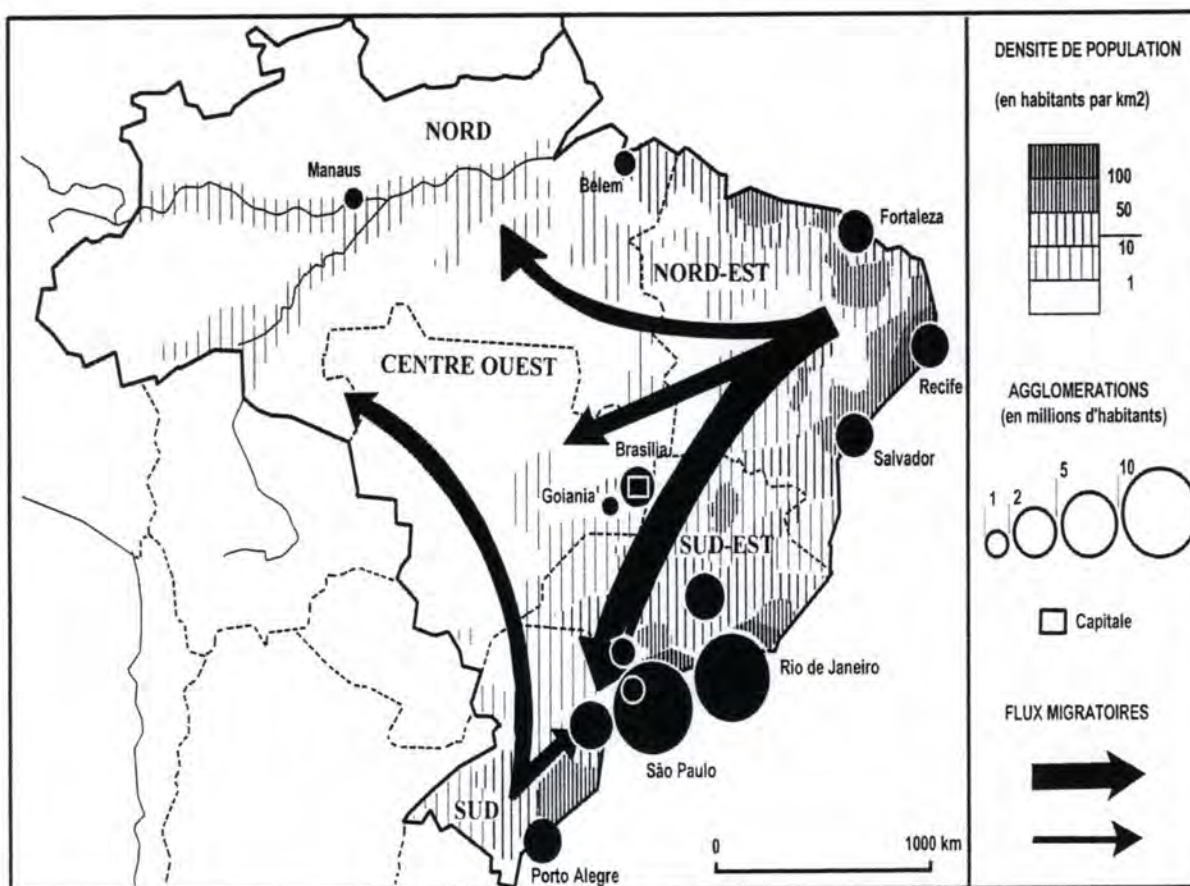 NORD
Manaus
Belem
Fortaleza
NORD-EST
CENTRE OUEST
Recife
Brasilia
Salvador
Goiania
SUD-EST
Rio de Janeiro
São Paulo
SUD
Porto Alegre
0 1000 km
DENSITE DE POPULATION
(en habitants par km2)
100
50
10
1
AGGLOMERATIONS
(en millions d'habitants)
1 2 5 10
Capitale
FLUX MIGRATOIRES